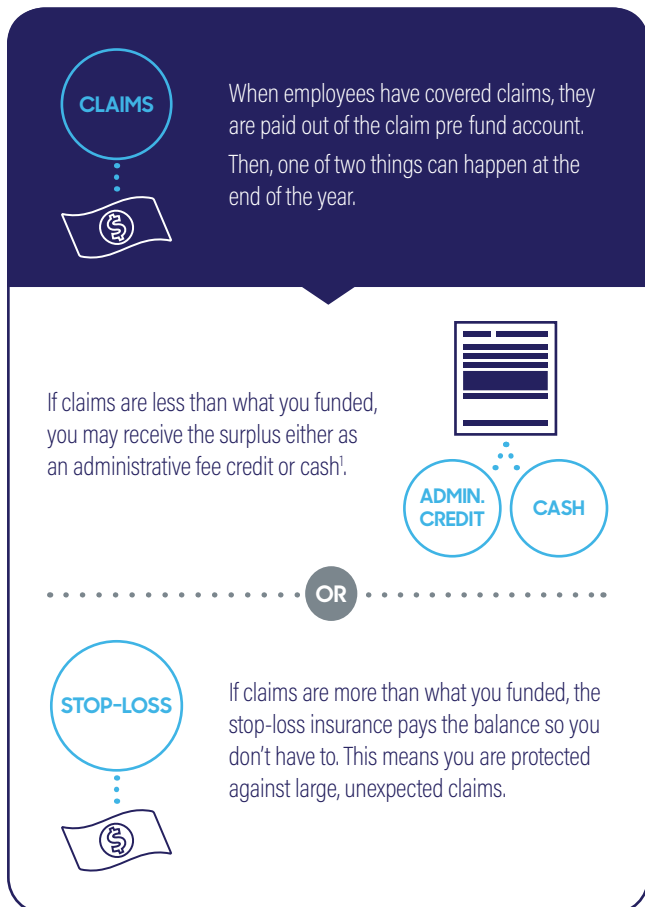 CLAIMS
When employees have covered claims, they
are paid out of the claim pre fund account.
Then, one of two things can happen at the
end of the year.
If claims are less than what you funded,
you may receive the surplus either as
an administrative fee credit or cash¹.
ADMIN.
CREDIT
CASH
OR
STOP-LOSS
If claims are more than what you funded, the
stop-loss insurance pays the balance so you
don’t have to. This means you are protected
against large, unexpected claims.